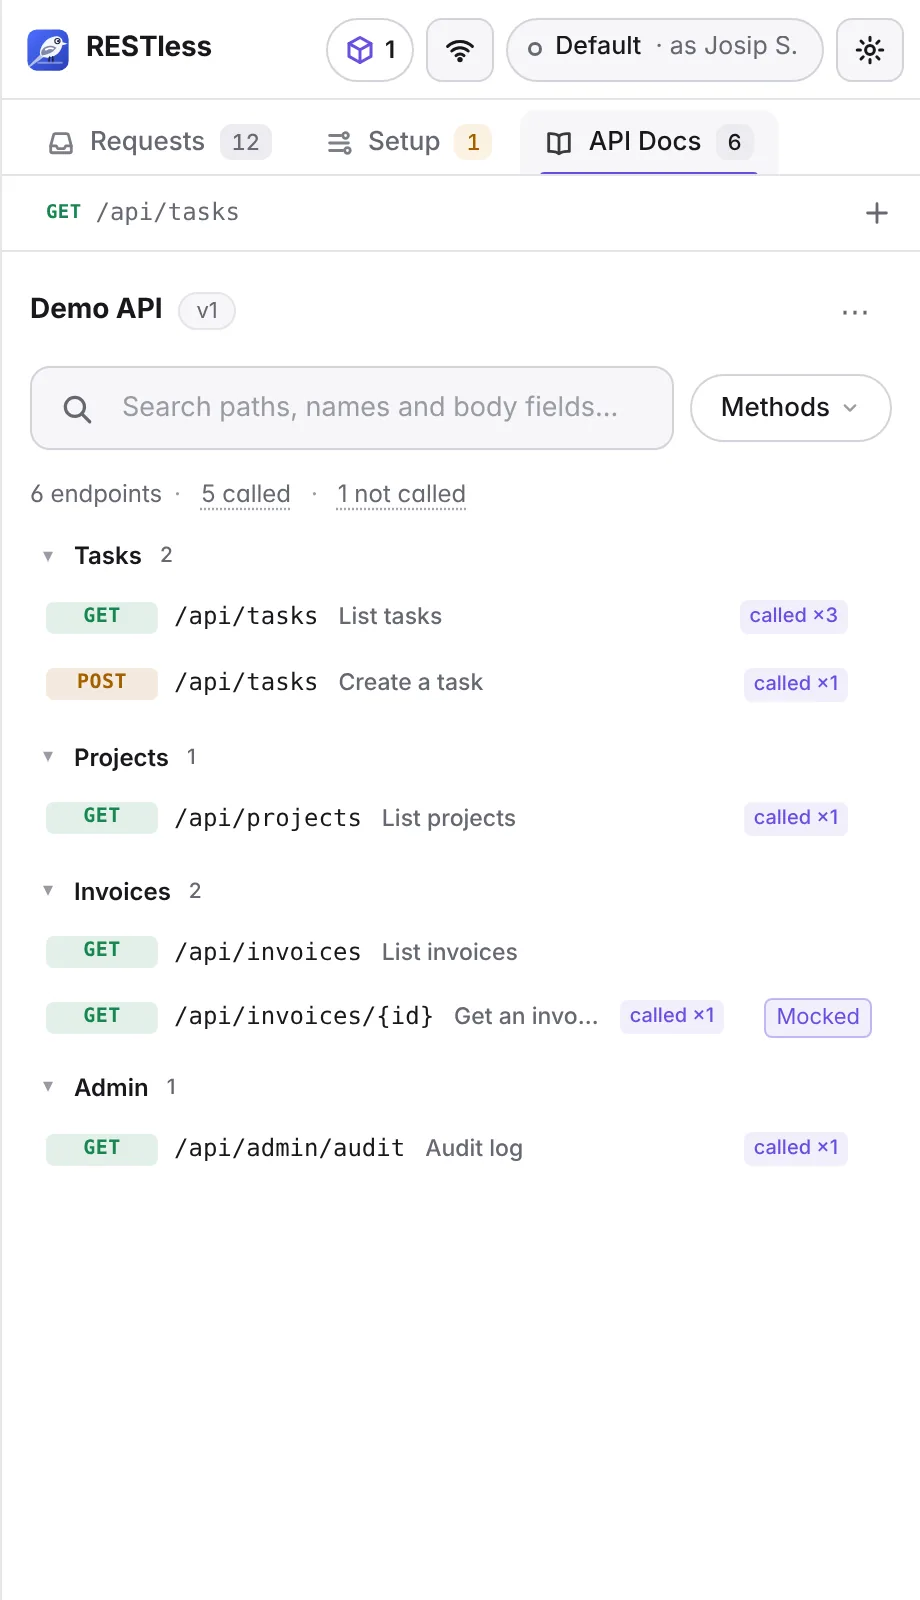 RESTless
1
Default · as Josip S.
Requests 12
Setup 1
API Docs 6
GET /api/tasks
Demo API v1
...
Search paths, names and body fields...
Methods
6 endpoints · 5 called · 1 not called
Tasks 2
GET /api/tasks List tasks called ×3
POST /api/tasks Create a task called ×1
Projects 1
GET /api/projects List projects called ×1
Invoices 2
GET /api/invoices List invoices
GET /api/invoices/{id} Get an invo... called ×1 Mocked
Admin 1
GET /api/admin/audit Audit log called ×1